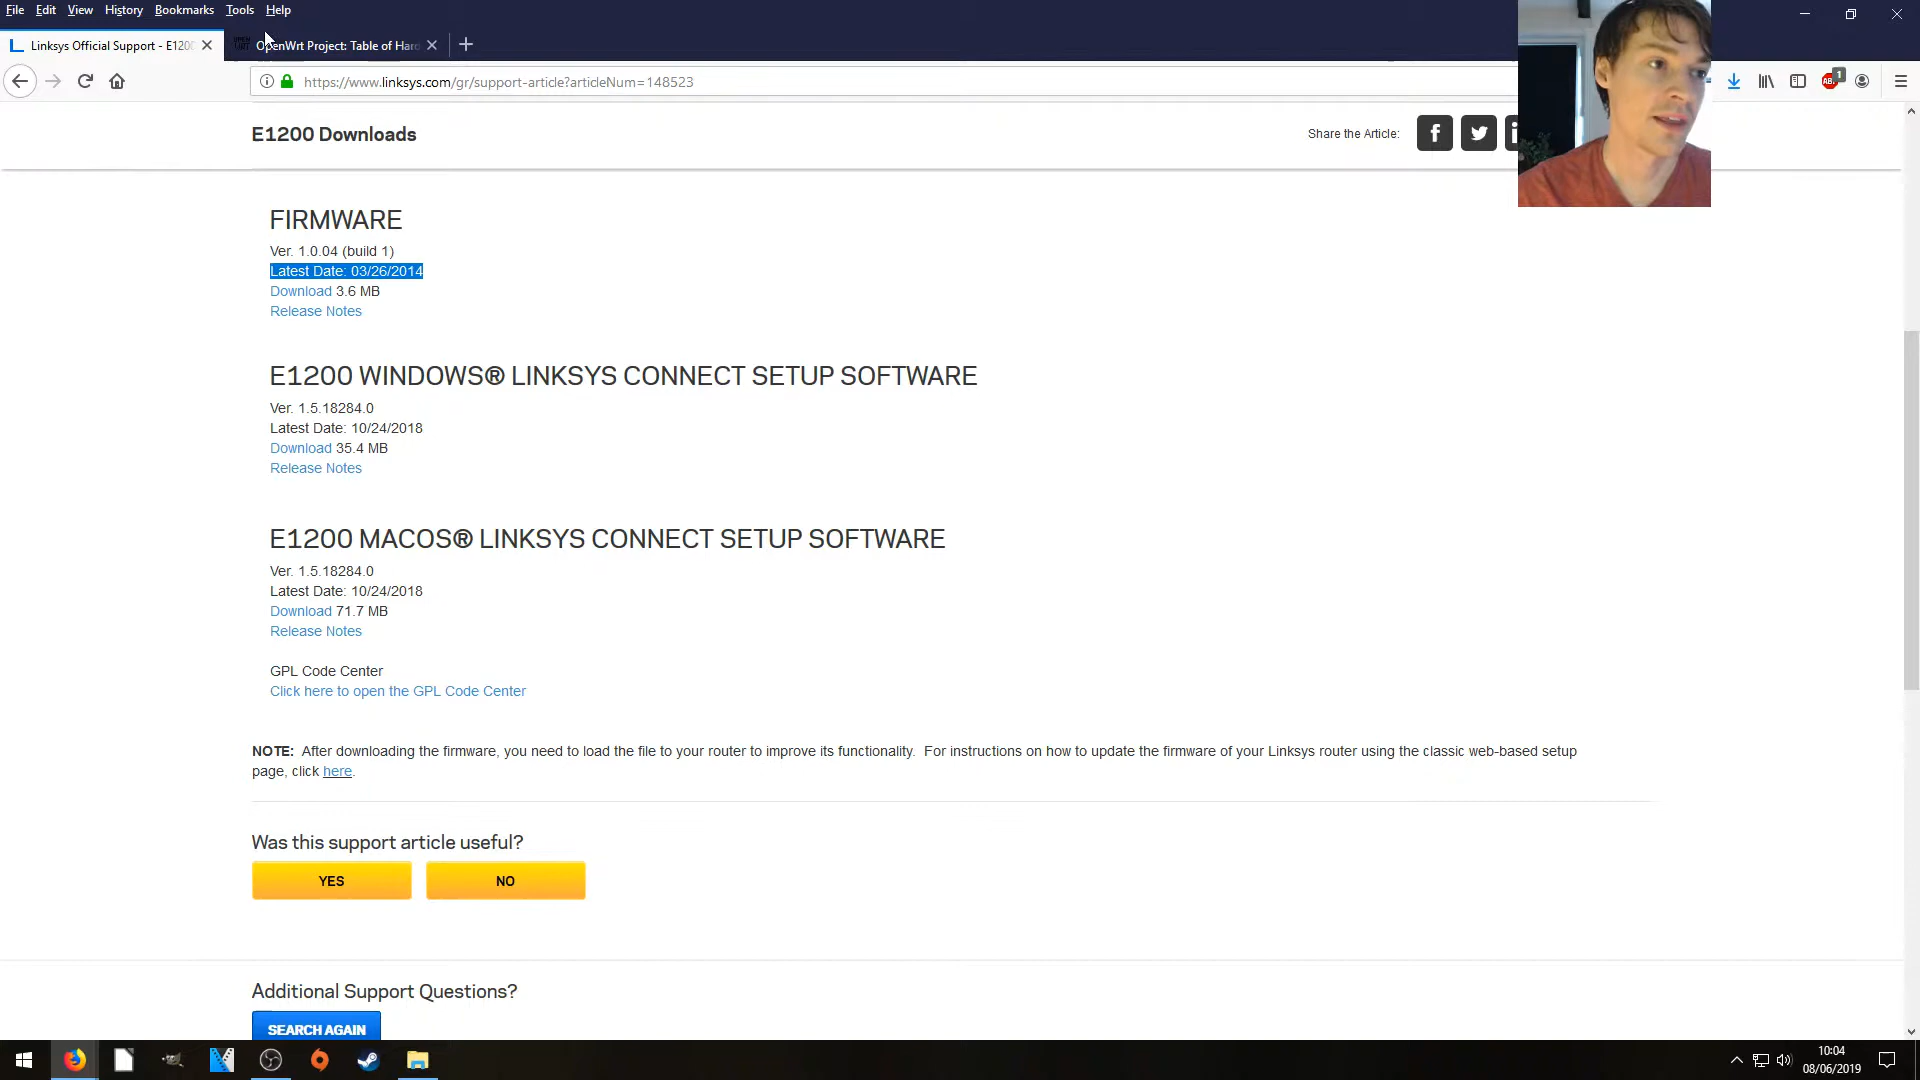 File Edit View History Bookmarks Tools Help
Linksys Official Support - E1200
OpenWrt Project: Table of Hard
https://www.linksys.com/gr/support-article?articleNum=148523
1
E1200 Downloads
Share the Article:
FIRMWARE
Ver. 1.0.04 (build 1)
Latest Date: 03/26/2014
Download 3.6 MB
Release Notes
E1200 WINDOWS® LINKSYS CONNECT SETUP SOFTWARE
Ver. 1.5.18284.0
Latest Date: 10/24/2018
Download 35.4 MB
Release Notes
E1200 MACOS® LINKSYS CONNECT SETUP SOFTWARE
Ver. 1.5.18284.0
Latest Date: 10/24/2018
Download 71.7 MB
Release Notes
GPL Code Center
Click here to open the GPL Code Center
NOTE: After downloading the firmware, you need to load the file to your router to improve its functionality. For instructions on how to update the firmware of your Linksys router using the classic web-based setup
page, click here.
Was this support article useful?
YES NO
Additional Support Questions?
SEARCH AGAIN
10:04
08/06/2019